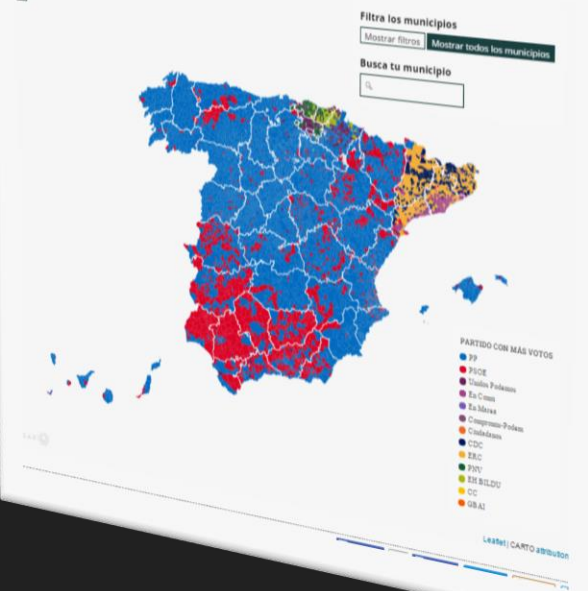 Filtra los municipios
Mostrar filtros
Mostrar todos los municipios
Busca tu municipio
PARTIDO CON MÁS VOTOS
PP
PSOE
Unidos Podemos
En Comú
En Marea
Compromís-Podem
Ciudadanos
CDC
ERC
PNV
EH BILDU
CC
GBAI
Leaflet | CARTO attribution